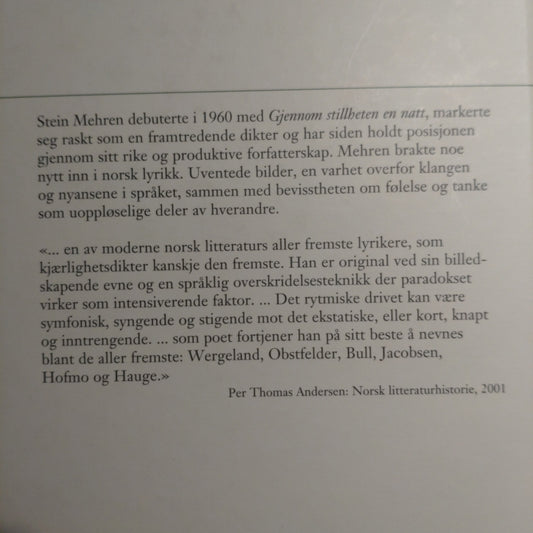 Stein Mehren debuterte i 1960 med Gjennom stillheten en natt, markerte
seg raskt som en framtredende dikter og har siden holdt posisjonen
gjennom sitt rike og produktive forfatterskap. Mehren brakte noe
nytt inn i norsk lyrikk. Uventede bilder, en varhet overfor klangen
og nyansene i språket, sammen med bevisstheten om følelse og tanke
som uoppløselige deler av hverandre.
«... en av moderne norsk litteraturs aller fremste lyrikere, som
kjærlighetsdikter kanskje den fremste. Han er original ved sin billed-
skapende evne og en språklig overskridelsesteknikk der paradokset
virker som intensiverende faktor. ... Det rytmiske drivet kan være
symfonisk, syngende og stigende mot det ekstatiske, eller kort, knapt
og inntrengende. ... som poet fortjener han på sitt beste å nevnes
blant de aller fremste: Wergeland, Obstfelder, Bull, Jacobsen,
Hofmo og Hauge.»
Per Thomas Andersen: Norsk litteraturhistorie, 2001